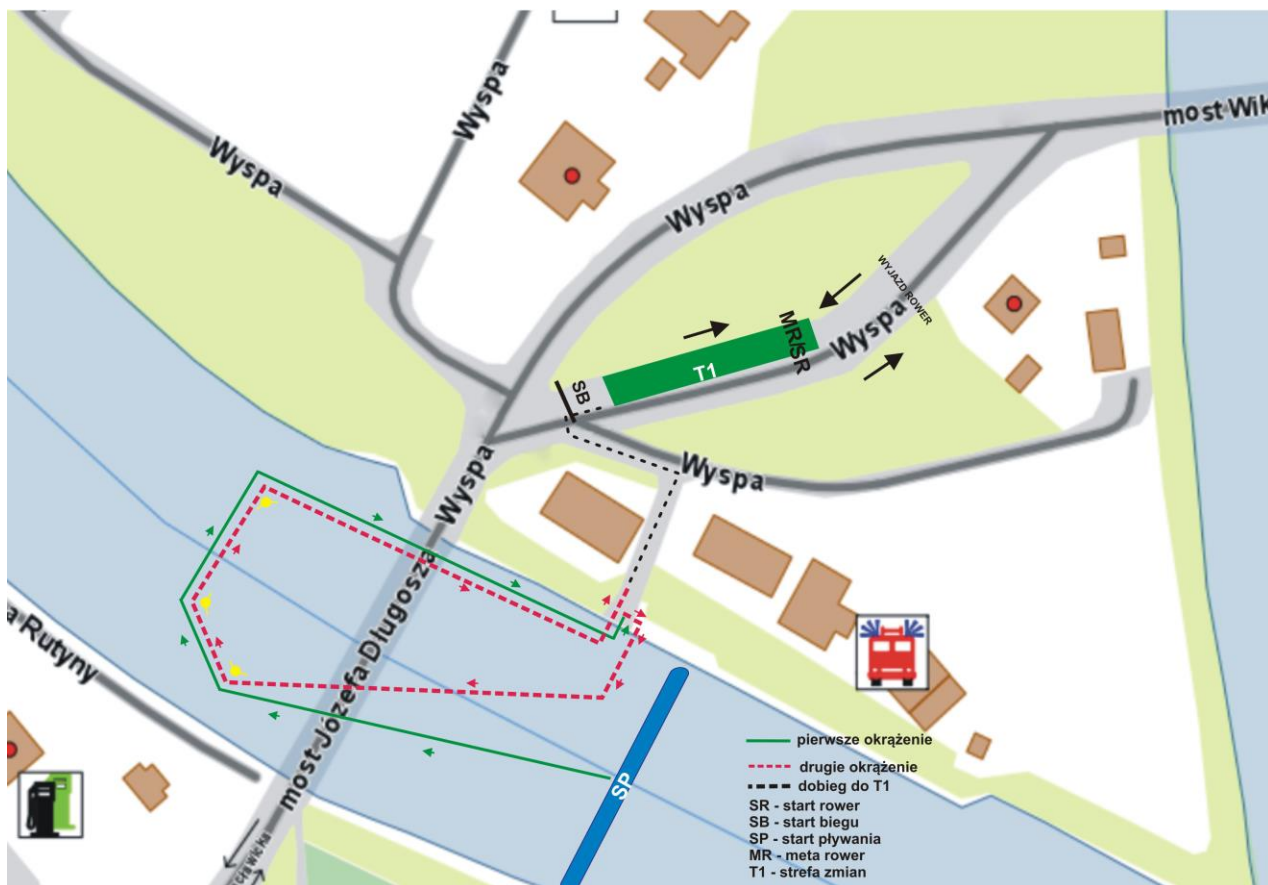 Wyspa
Wyspa
most Wik
Wyspa
WYJAZD ROWER
MR/SR
Wyspa
T1
SB
Wyspa
Wyspa
most Józefa Długosza
a Rutyny
SP
pierwsze okrążenie
drugie okrążenie
dobieg do T1
SR - start rower
SB - start biegu
SP - start pływania
MR - meta rower
T1 - strefa zmian